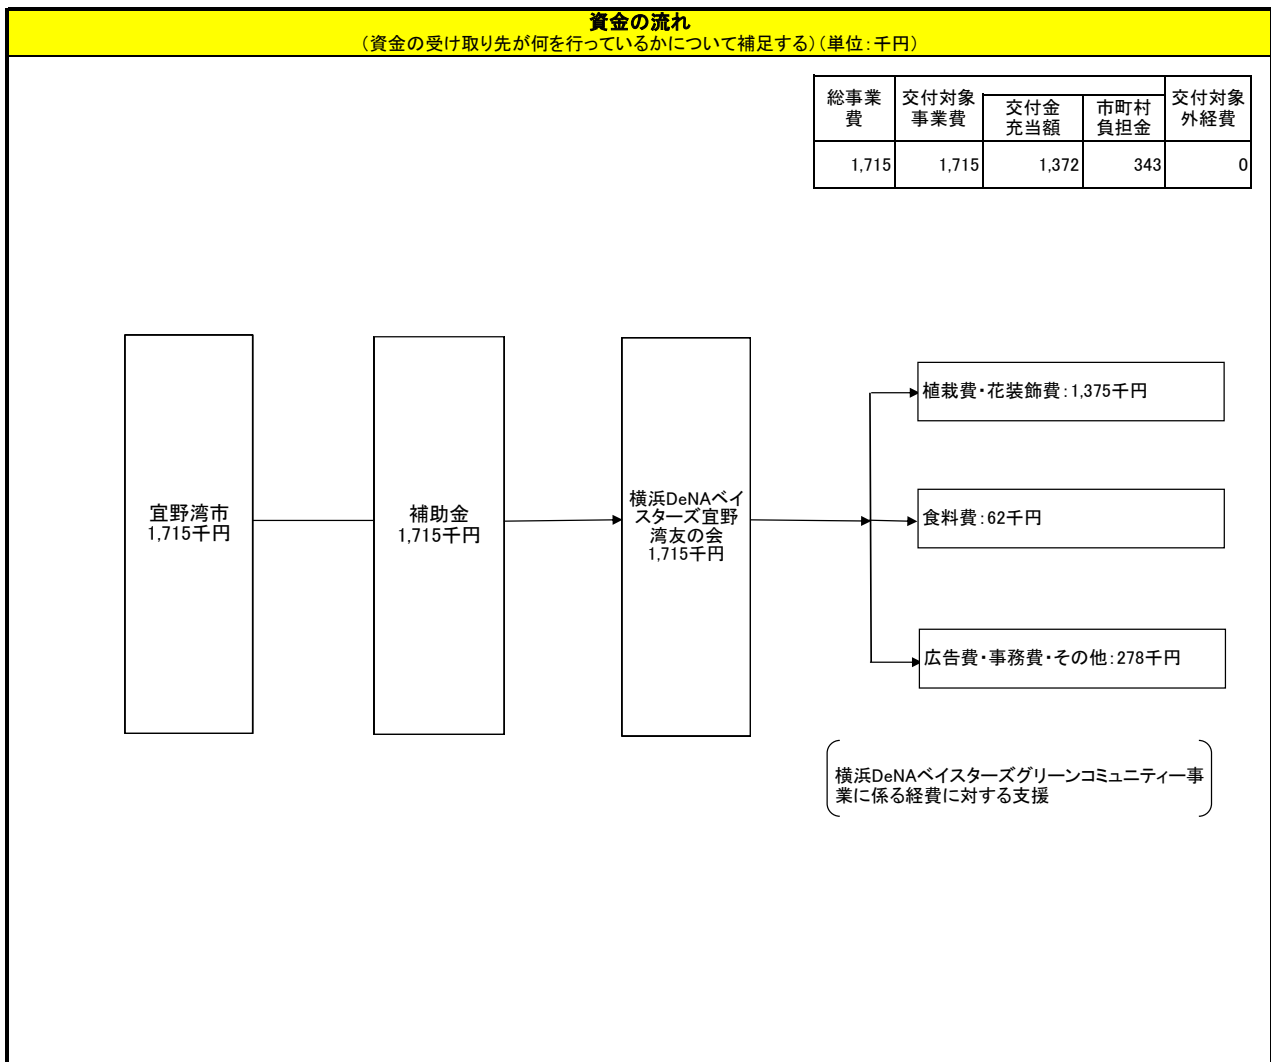 資金の流れ
(資金の受け取り先が何を行っているかについて補足する)(単位:千円)
総事業
費
交付対象
事業費
交付金
充当額
市町村
負担金
交付対象
外経費
1,715 1,715 1,372 343 0
宜野湾市
1,715千円
補助金
1,715千円
横浜DeNAベイ
スターズ宜野
湾友の会
1,715千円
植栽費・花装飾費:1,375千円
食料費:62千円
広告費・事務費・その他:278千円
横浜DeNAベイスターズグリーンコミュニティー事
業に係る経費に対する支援